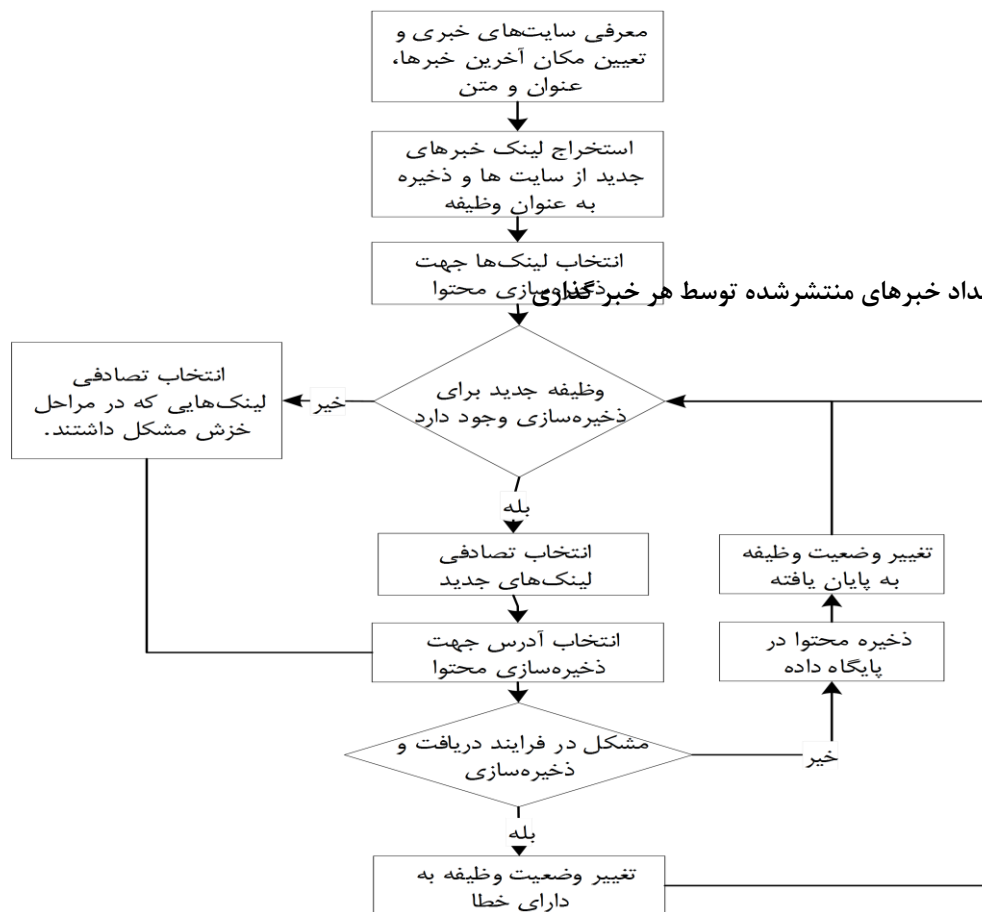 معرفی سایت‌های خبری و
تعیین مکان آخرین خبرها،
عنوان و متن
استخراج لینک خبرهای
جدید از سایت ها و ذخیره
به عنوان وظیفه
انتخاب لینک‌ها جهت
ذخیره‌سازی محتوا
خبرهای منتشرشده توسط هر خبر گذاری
وظیفه جدید برای
ذخیره‌سازی وجود دارد
خیر
انتخاب تصادفی
لینک‌هایی که در مراحل
خزش مشکل داشتند.
بله
انتخاب تصادفی
لینک‌های جدید
انتخاب آدرس جهت
ذخیره‌سازی محتوا
مشکل در فرایند دریافت و
ذخیره‌سازی
خیر
ذخیره محتوا در
پایگاه داده
تغییر وضعیت وظیفه
به پایان یافته
بله
تغییر وضعیت وظیفه به
دارای خطا